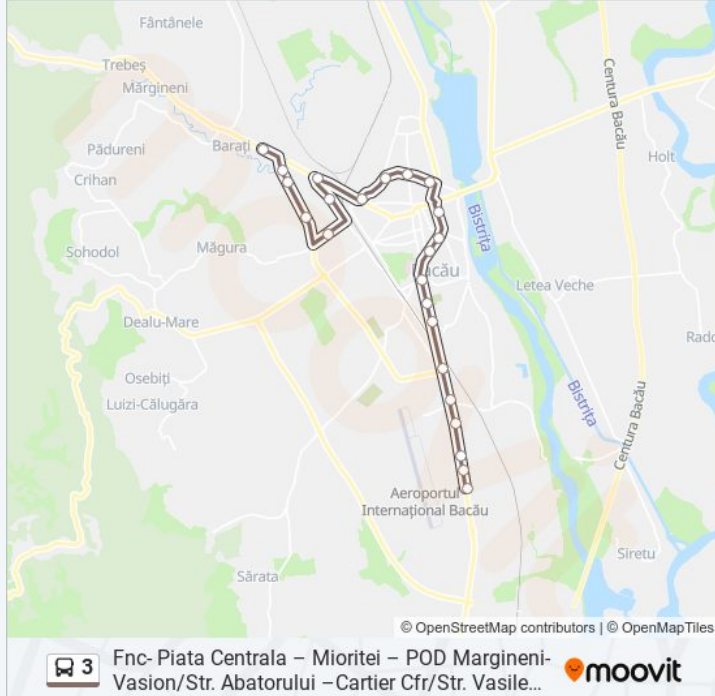 Fântânele
Trebeș
Mărgineni
Centura Bacău
Pădureni
Barați
Holt
Crihan
Bistrița
Sohodol
Măgura
Bacău
Letea Veche
Dealu-Mare
Osebiți
Luizi-Călugăra
Bistrița
Centura Bacău
Aeroportul
Internațional Bacău
Siretu
Sărata
© OpenStreetMap contributors | © OpenMapTiles
3
Fnc- Piata Centrala – Mioritei – POD Margineni-
Vasion/Str. Abatorului –Cartier Cfr/Str. Vasile...
moovit